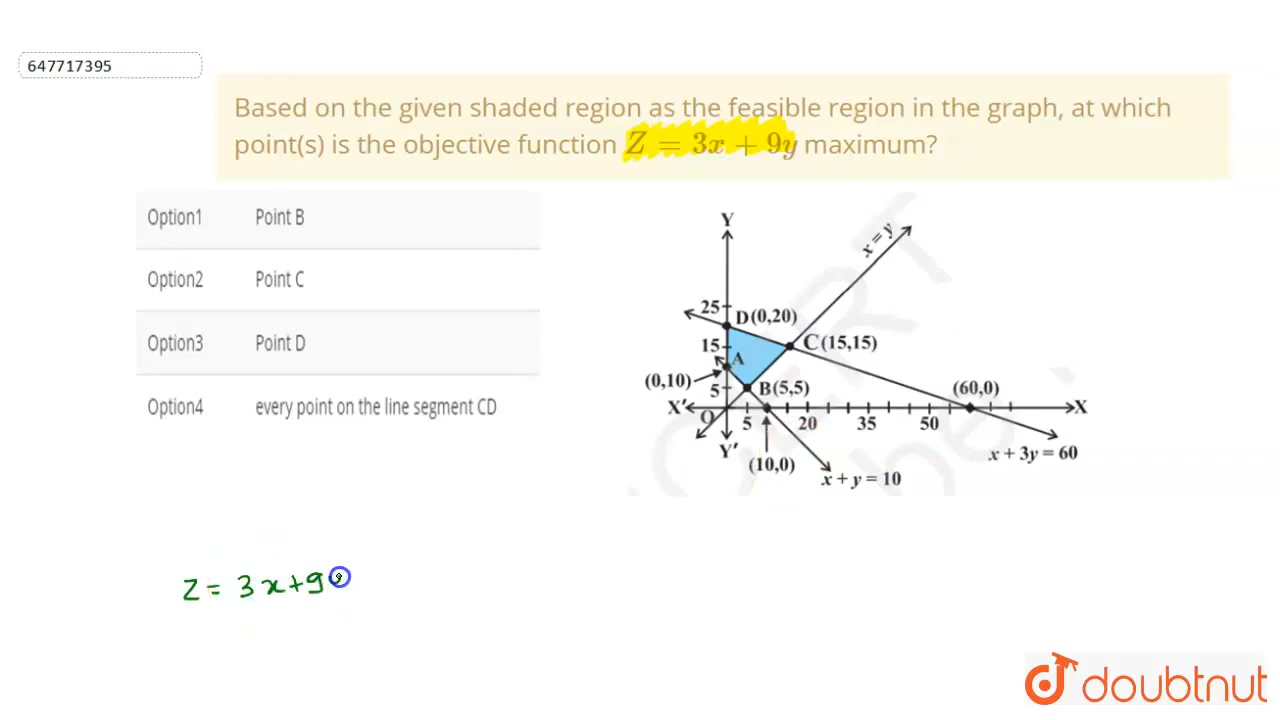 647717395
Based on the given shaded region as the feasible region in the graph, at which
point(s) is the objective function Z = 3x + 9y maximum?
Option1 Point B
Option2 Point C
Option3 Point D
Option4 every point on the line segment CD
Y
x = y
25
D(0,20)
15
C(15,15)
A
(0,10)
5
B(5,5)
(60,0)
X′
O
X
5 20 35 50
Y′
(10,0)
x + 3y = 60
x + y = 10
Z = 3x+9
doubtnut